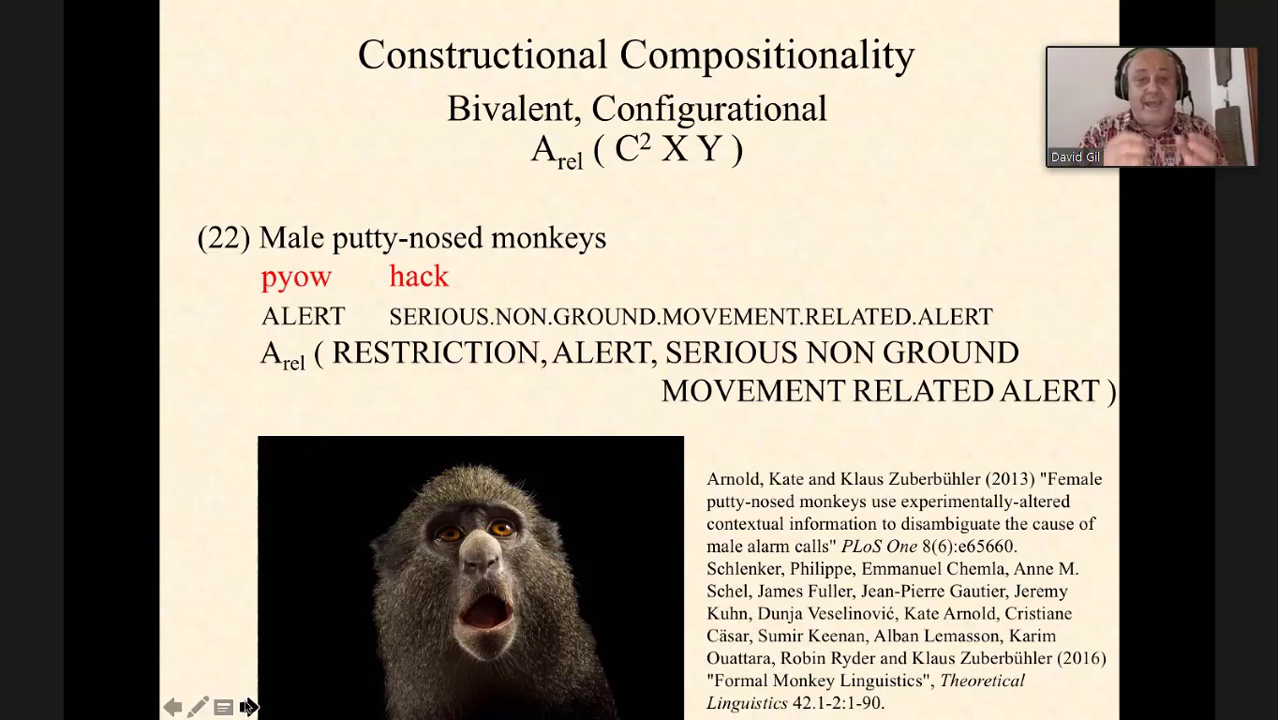 Constructional Compositionality
Bivalent, Configurational
Arel ( C² X Y )
David Gil
(22) Male putty-nosed monkeys
pyow hack
ALERT SERIOUS.NON.GROUND.MOVEMENT.RELATED.ALERT
Arel ( RESTRICTION, ALERT, SERIOUS NON GROUND
MOVEMENT RELATED ALERT )
Arnold, Kate and Klaus Zuberbühler (2013) "Female
putty-nosed monkeys use experimentally-altered
contextual information to disambiguate the cause of
male alarm calls" PLoS One 8(6):e65660.
Schlenker, Philippe, Emmanuel Chemla, Anne M.
Schel, James Fuller, Jean-Pierre Gautier, Jeremy
Kuhn, Dunja Veselinović, Kate Arnold, Cristiane
Cäsar, Sumir Keenan, Alban Lemasson, Karim
Ouattara, Robin Ryder and Klaus Zuberbühler (2016)
"Formal Monkey Linguistics", Theoretical
Linguistics 42.1-2:1-90.